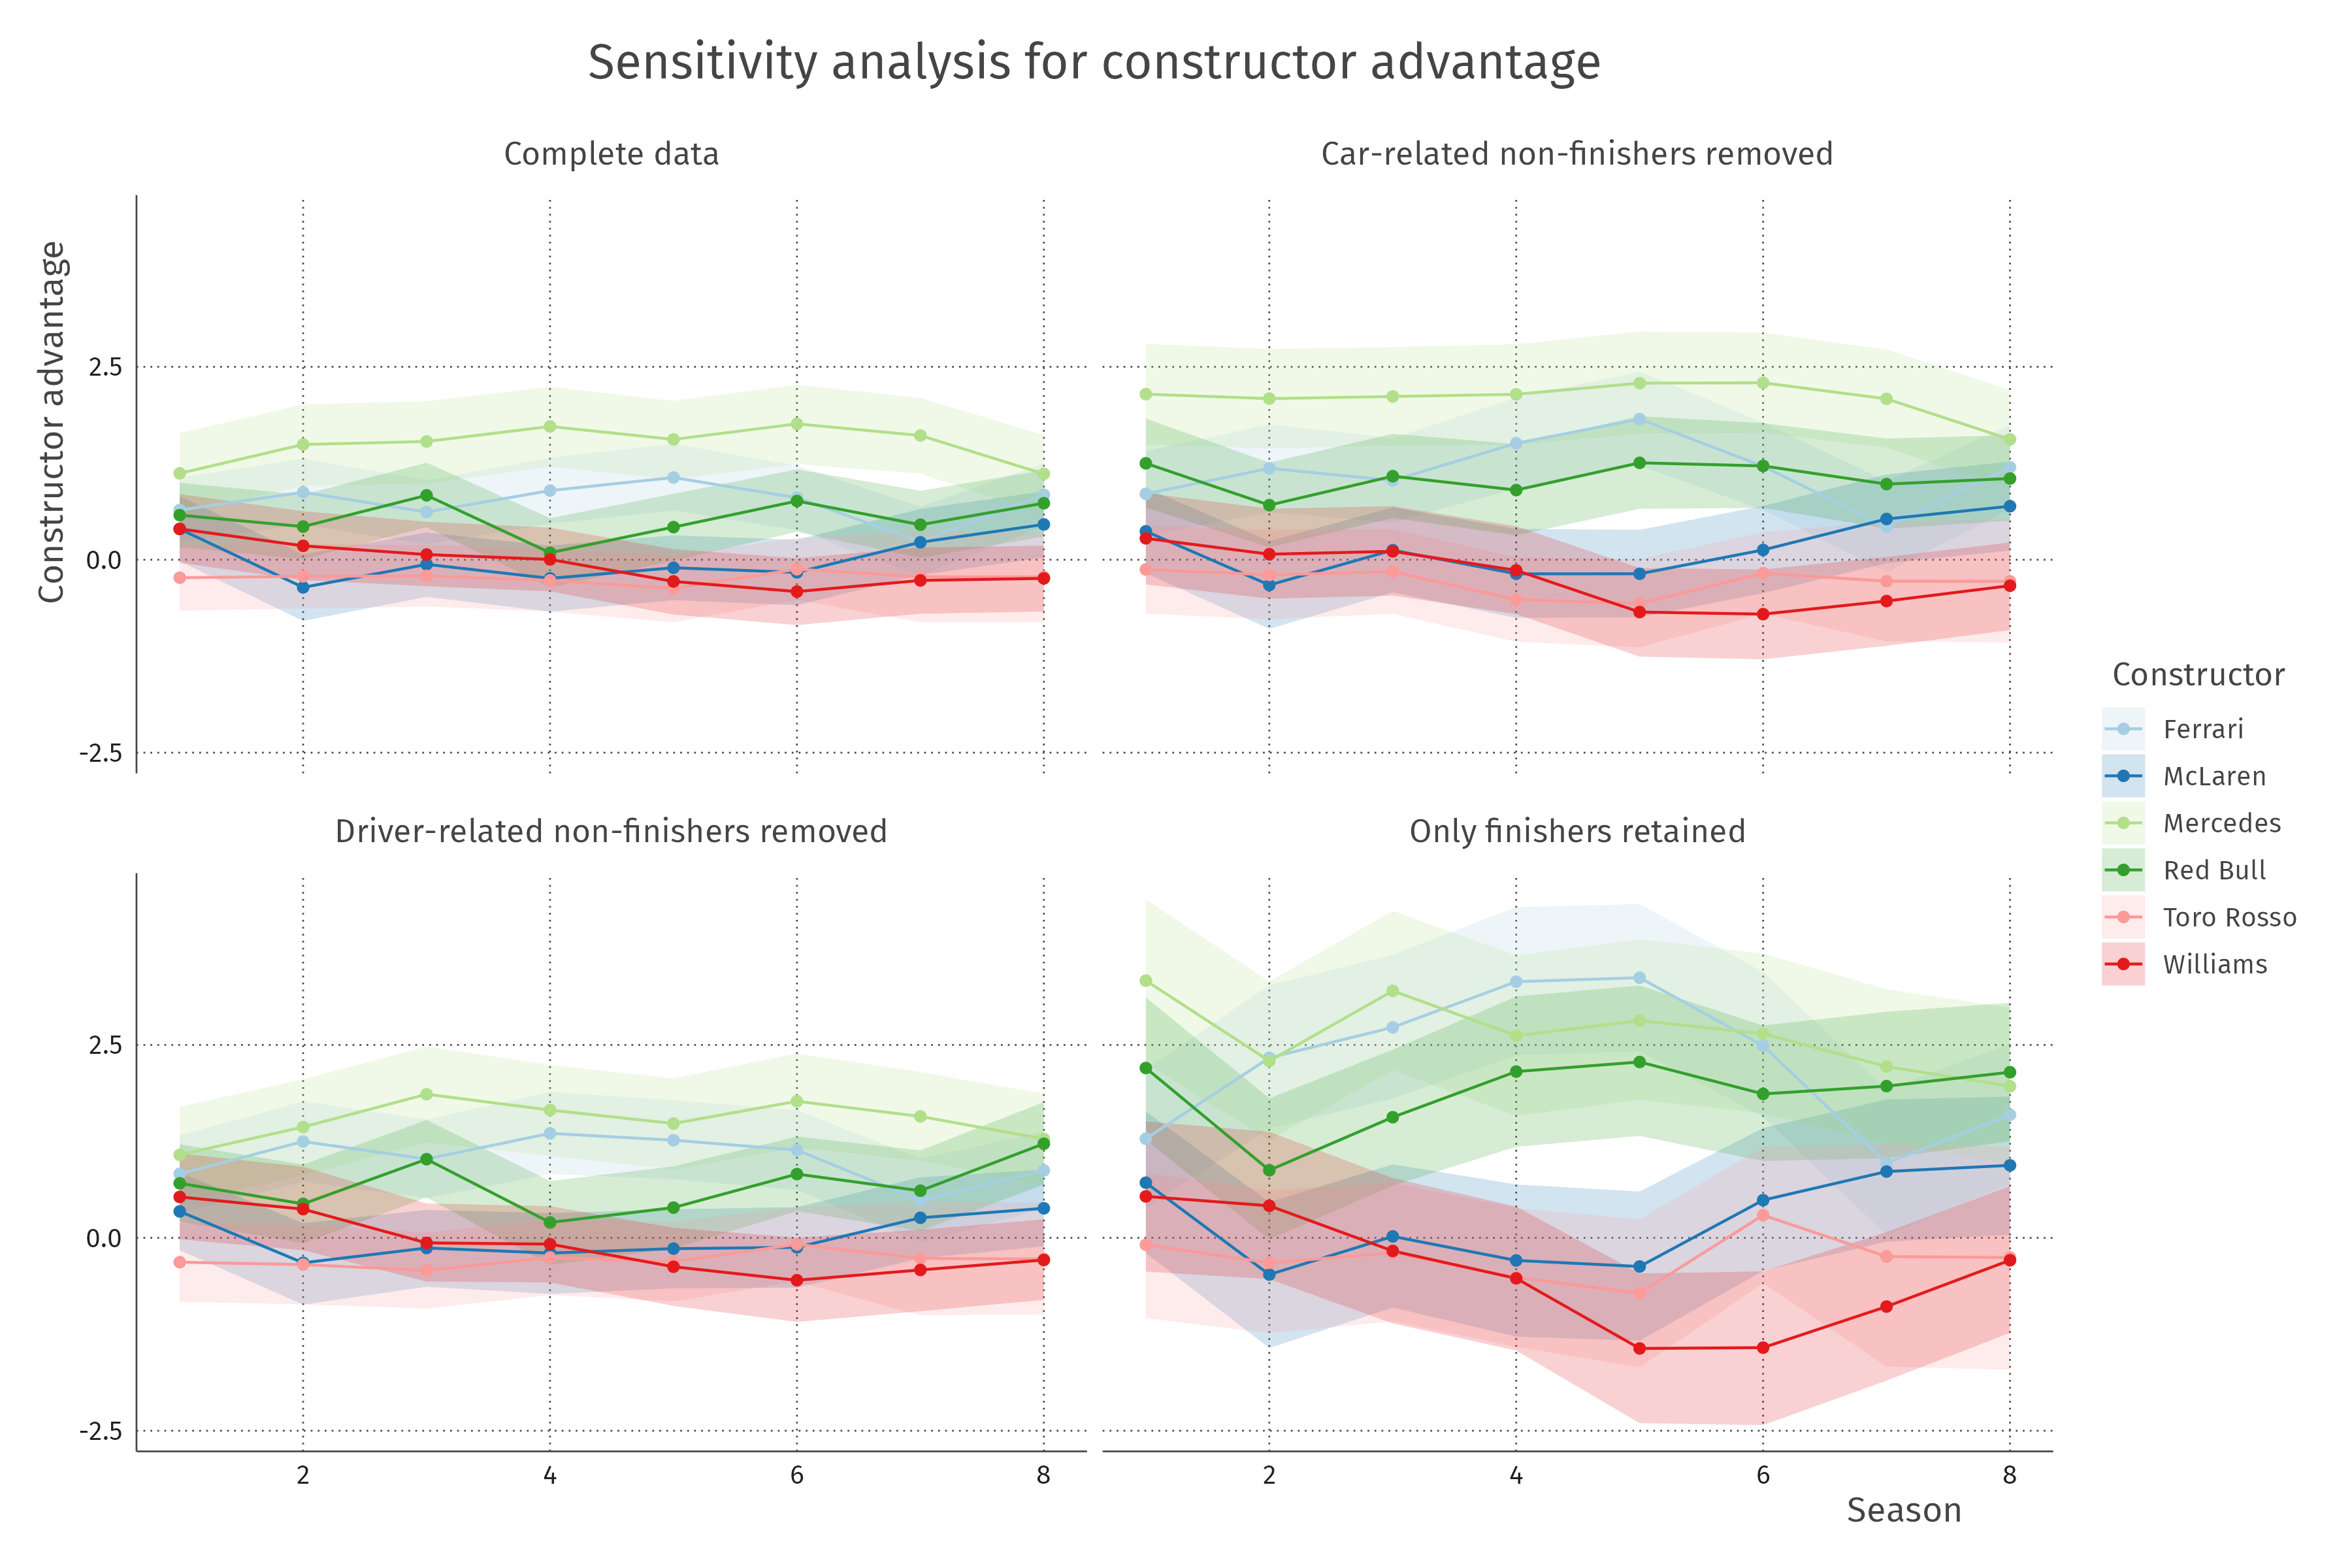 Sensitivity analysis for constructor advantage
Complete data
Car-related non-finishers removed
Constructor advantage
2.5
0.0
-2.5
Driver-related non-finishers removed
Only finishers retained
2.5
0.0
-2.5
2 4 6 8
2 4 6 8
Season
Constructor
Ferrari
McLaren
Mercedes
Red Bull
Toro Rosso
Williams